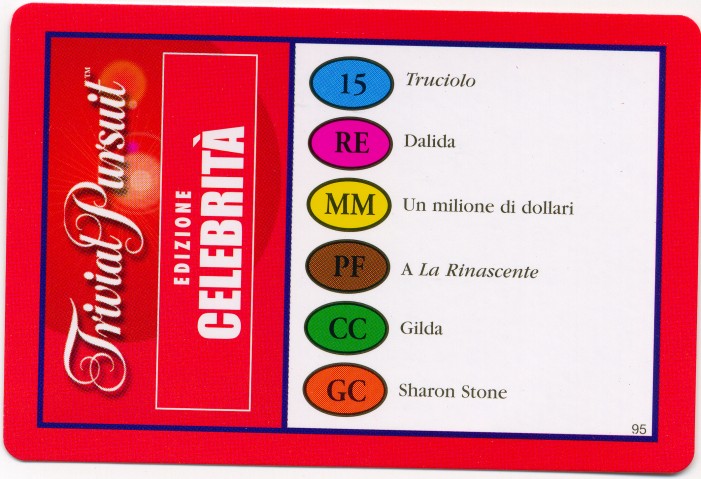 Trivial Pursuit™
EDIZIONE
CELEBRITÀ
15 Truciolo
RE Dalida
MM Un milione di dollari
PF A La Rinascente
CC Gilda
GC Sharon Stone
95